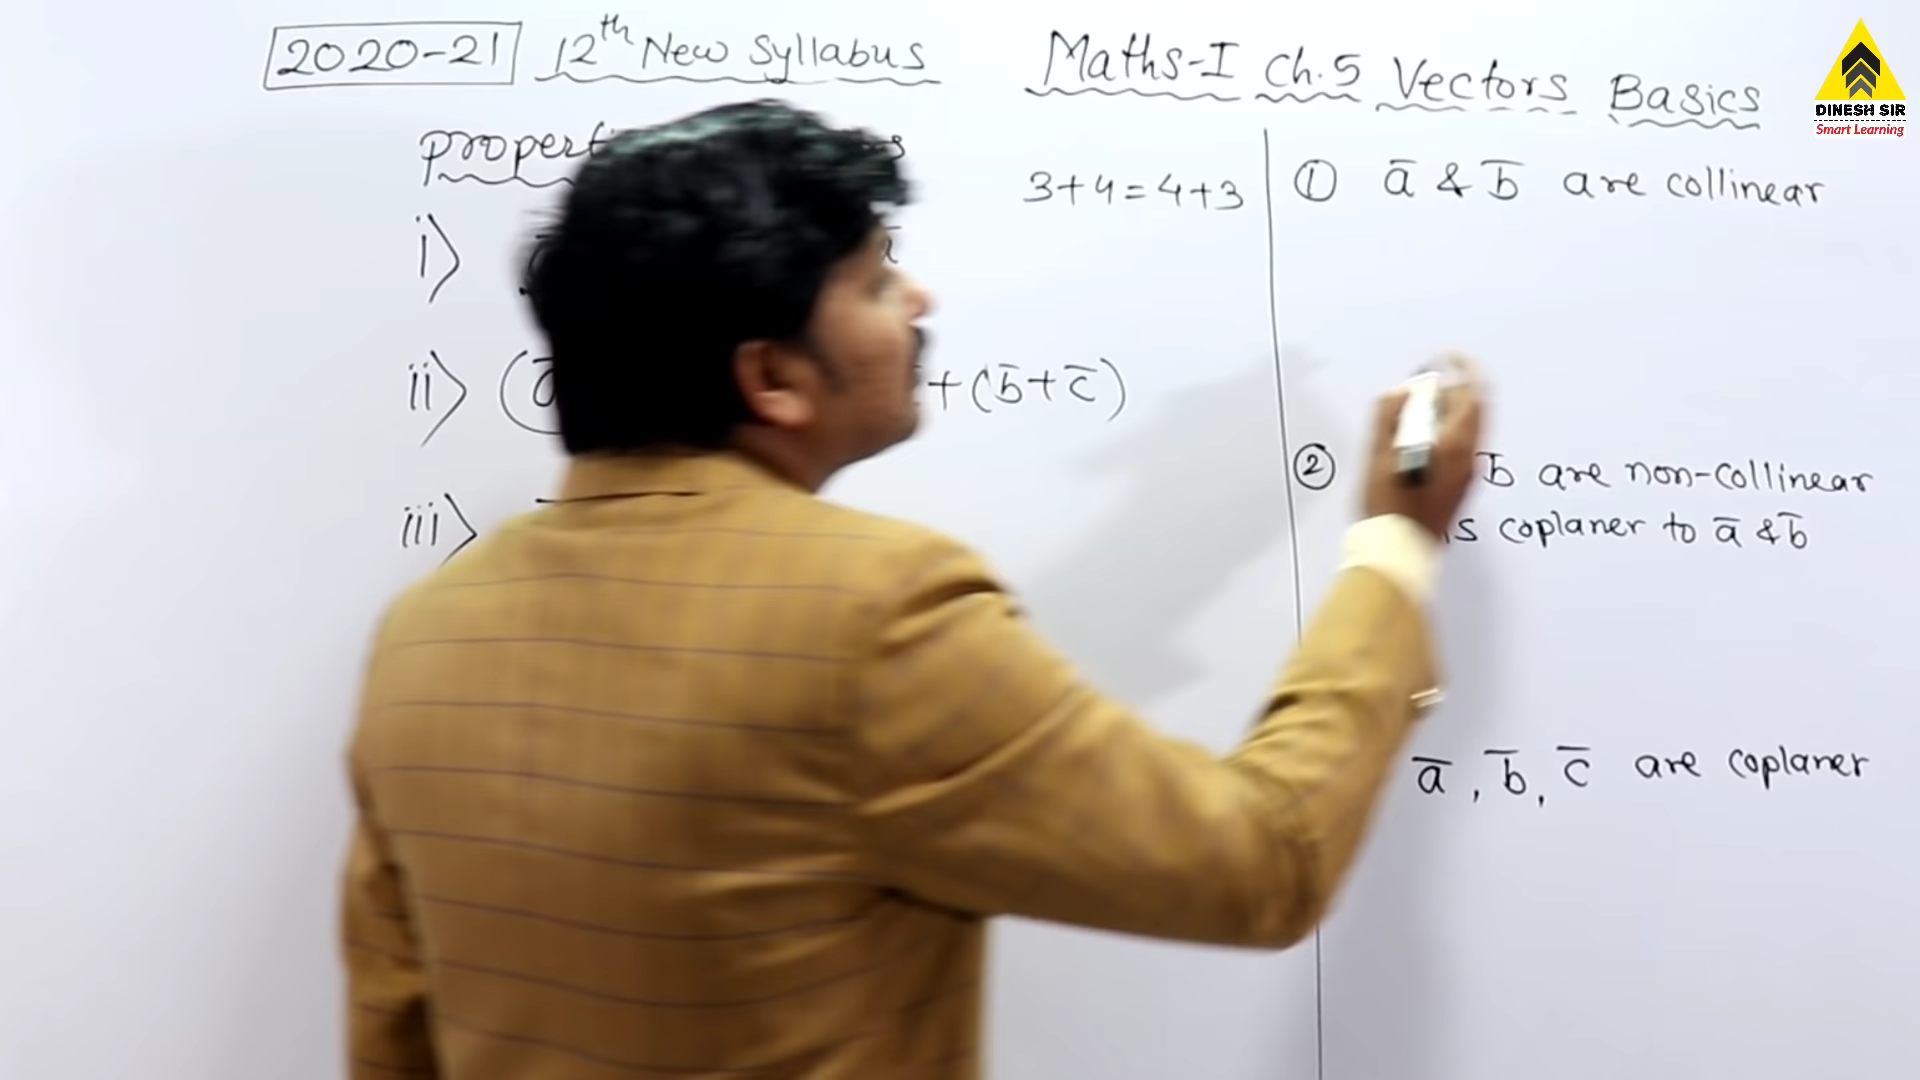 2020-21 12th New Syllabus Maths-I Ch.5 Vectors Basics
DINESH SIR
Smart Learning
3+4=4+3
i)
ii) + (b̅+c̅)
iii)
① a̅ & b̅ are collinear
② b̅ are non-collinear
is coplaner to a̅ & b̅
a̅, b̅, c̅ are coplaner